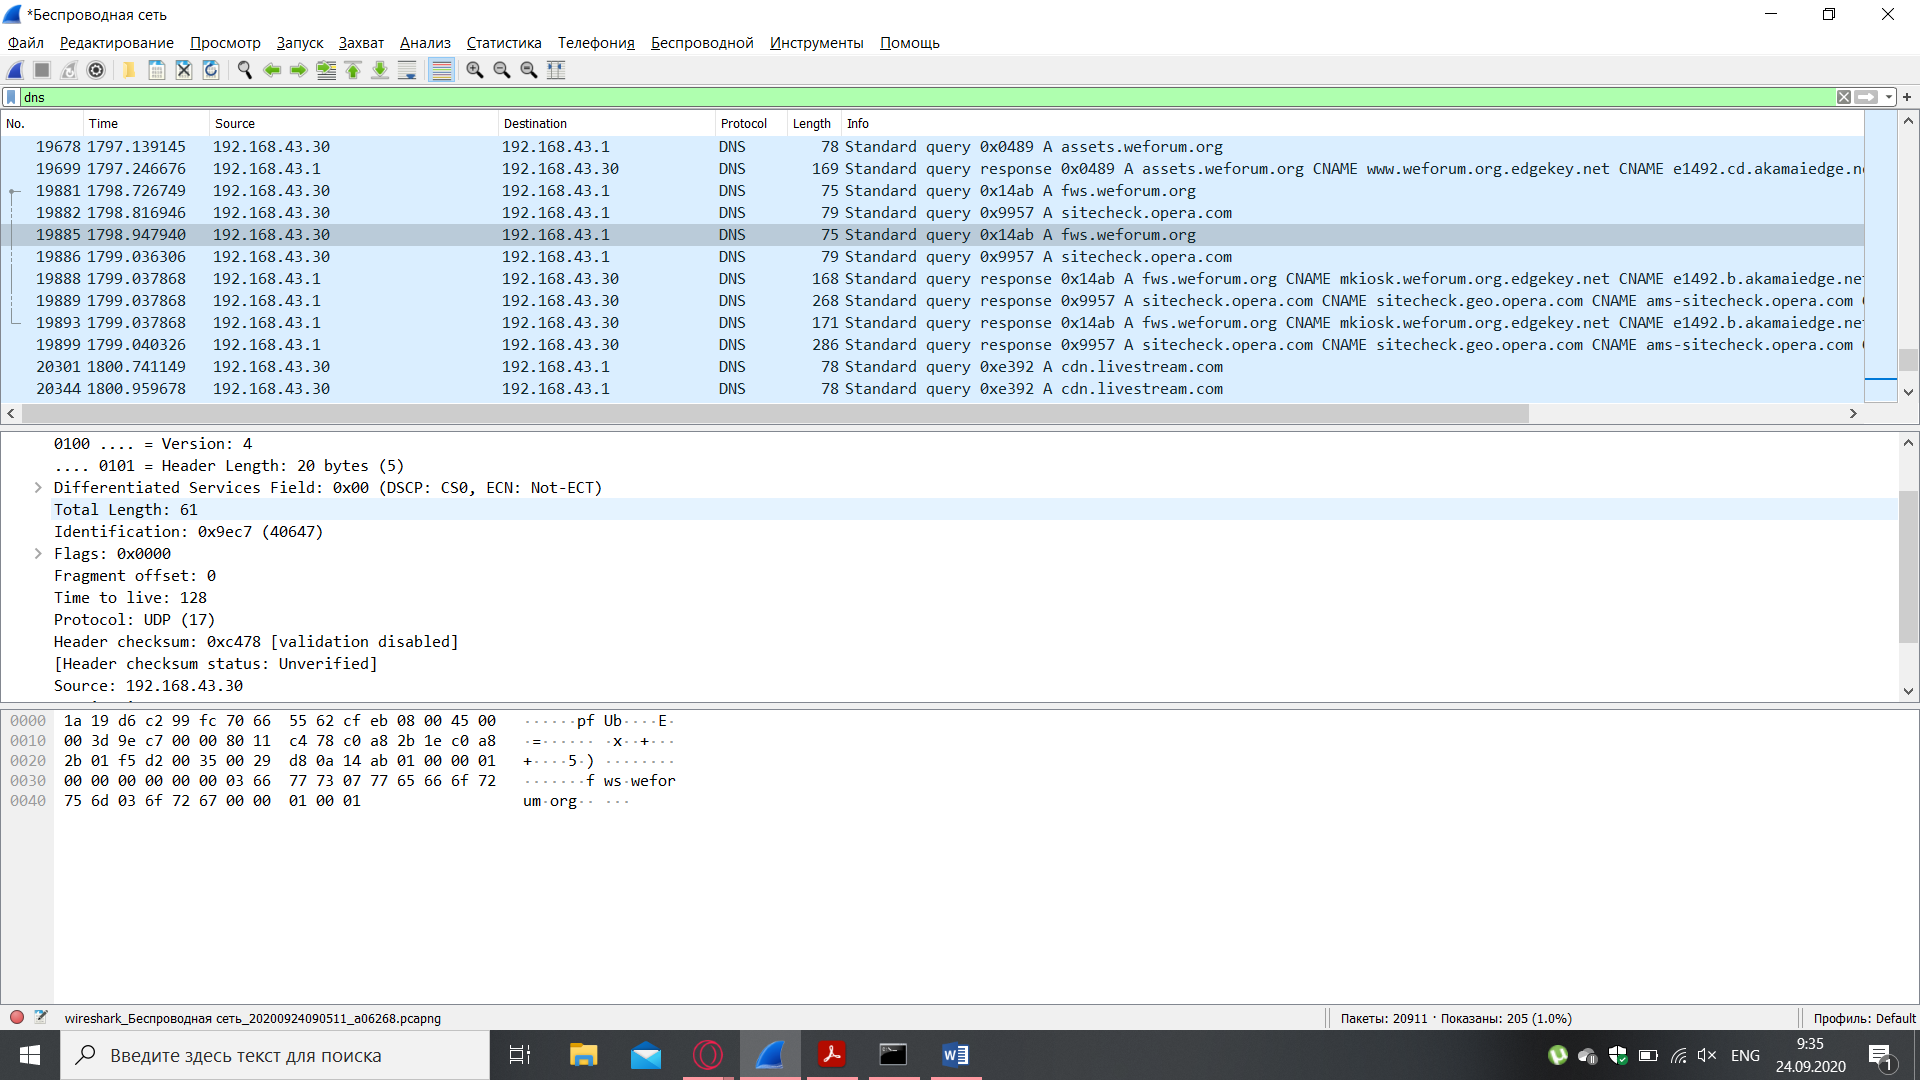 *Беспроводная сеть
Файл Редактирование Просмотр Запуск Захват Анализ Статистика Телефония Беспроводной Инструменты Помощь
dns
No. Time Source Destination Protocol Length Info
19678 1797.139145 192.168.43.30 192.168.43.1 DNS 78 Standard query 0x0489 A assets.weforum.org
19699 1797.246676 192.168.43.1 192.168.43.30 DNS 169 Standard query response 0x0489 A assets.weforum.org CNAME www.weforum.org.edgekey.net CNAME e1492.cd.akamaiedge.n
19881 1798.726749 192.168.43.30 192.168.43.1 DNS 75 Standard query 0x14ab A fws.weforum.org
19882 1798.816946 192.168.43.30 192.168.43.1 DNS 79 Standard query 0x9957 A sitecheck.opera.com
19885 1798.947940 192.168.43.30 192.168.43.1 DNS 75 Standard query 0x14ab A fws.weforum.org
19886 1799.036306 192.168.43.30 192.168.43.1 DNS 79 Standard query 0x9957 A sitecheck.opera.com
19888 1799.037868 192.168.43.1 192.168.43.30 DNS 168 Standard query response 0x14ab A fws.weforum.org CNAME mkiosk.weforum.org.edgekey.net CNAME e1492.b.akamaiedge.ne
19889 1799.037868 192.168.43.1 192.168.43.30 DNS 268 Standard query response 0x9957 A sitecheck.opera.com CNAME sitecheck.geo.opera.com CNAME ams-sitecheck.opera.com
19893 1799.037868 192.168.43.1 192.168.43.30 DNS 171 Standard query response 0x14ab A fws.weforum.org CNAME mkiosk.weforum.org.edgekey.net CNAME e1492.b.akamaiedge.ne
19899 1799.040326 192.168.43.1 192.168.43.30 DNS 286 Standard query response 0x9957 A sitecheck.opera.com CNAME sitecheck.geo.opera.com CNAME ams-sitecheck.opera.com
20301 1800.741149 192.168.43.30 192.168.43.1 DNS 78 Standard query 0xe392 A cdn.livestream.com
20344 1800.959678 192.168.43.30 192.168.43.1 DNS 78 Standard query 0xe392 A cdn.livestream.com
0100 .... = Version: 4
.... 0101 = Header Length: 20 bytes (5)
Differentiated Services Field: 0x00 (DSCP: CS0, ECN: Not-ECT)
Total Length: 61
Identification: 0x9ec7 (40647)
Flags: 0x0000
Fragment offset: 0
Time to live: 128
Protocol: UDP (17)
Header checksum: 0xc478 [validation disabled]
[Header checksum status: Unverified]
Source: 192.168.43.30
0000 1a 19 d6 c2 99 fc 70 66 55 62 cf eb 08 00 45 00 ······pf Ub····E·
0010 00 3d 9e c7 00 00 80 11 c4 78 c0 a8 2b 1e c0 a8 ·=······ ·x··+···
0020 2b 01 f5 d2 00 35 00 29 d8 0a 14 ab 01 00 00 01 +····5·) ········
0030 00 00 00 00 00 00 03 66 77 73 07 77 65 66 6f 72 ·······f ws·wefor
0040 75 6d 03 6f 72 67 00 00 01 00 01 um·org·· ···
wireshark_Беспроводная сеть_20200924090511_a06268.pcapng
Пакеты: 20911 · Показаны: 205 (1.0%)
Профиль: Default
Введите здесь текст для поиска
ENG
9:35
24.09.2020
1